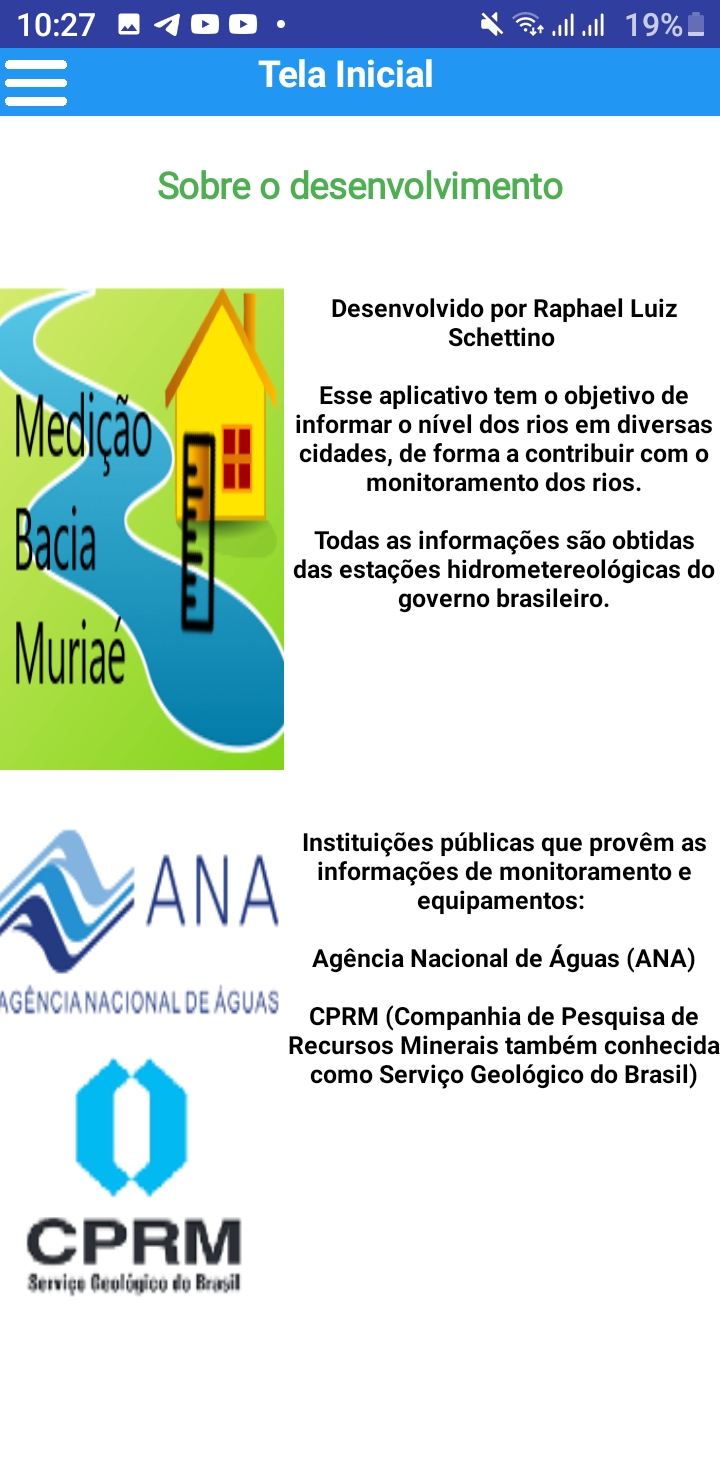 10:27
19%
Tela Inicial
Sobre o desenvolvimento
Medição
Bacia
Muriaé
Desenvolvido por Raphael Luiz
Schettino
Esse aplicativo tem o objetivo de
informar o nível dos rios em diversas
cidades, de forma a contribuir com o
monitoramento dos rios.
Todas as informações são obtidas
das estações hidrometereológicas do
governo brasileiro.
ANA
AGÊNCIA NACIONAL DE ÁGUAS
CPRM
Serviço Geológico do Brasil
Instituições públicas que provêm as
informações de monitoramento e
equipamentos:
Agência Nacional de Águas (ANA)
CPRM (Companhia de Pesquisa de
Recursos Minerais também conhecida
como Serviço Geológico do Brasil)